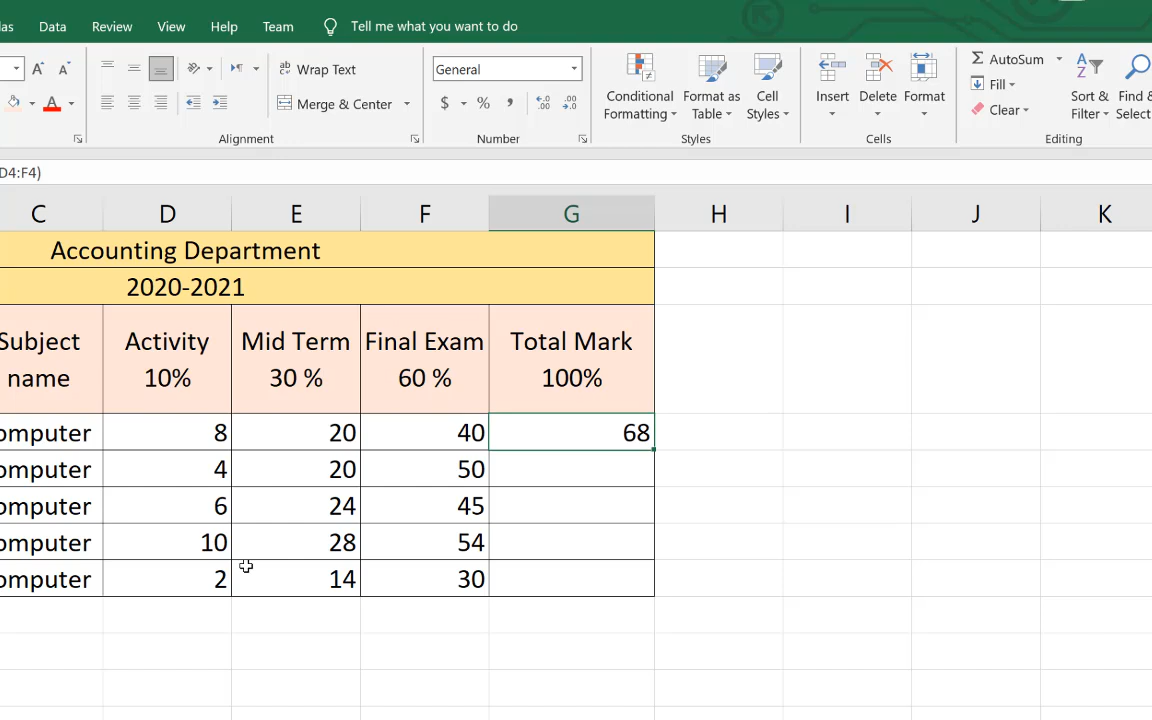 las Data Review View Help Team Tell me what you want to do
General
Wrap Text
Merge & Center
$ % ,
Conditional Formatting
Format as Table
Cell Styles
Insert
Delete
Format
AutoSum
Fill
Clear
Sort & Filter
Find & Select
Alignment Number Styles Cells Editing
D4:F4)
C D E F G H I J K
Accounting Department
2020-2021
Subject name
Activity 10%
Mid Term 30 %
Final Exam 60 %
Total Mark 100%
omputer 8 20 40 68
omputer 4 20 50
omputer 6 24 45
omputer 10 28 54
omputer 2 14 30